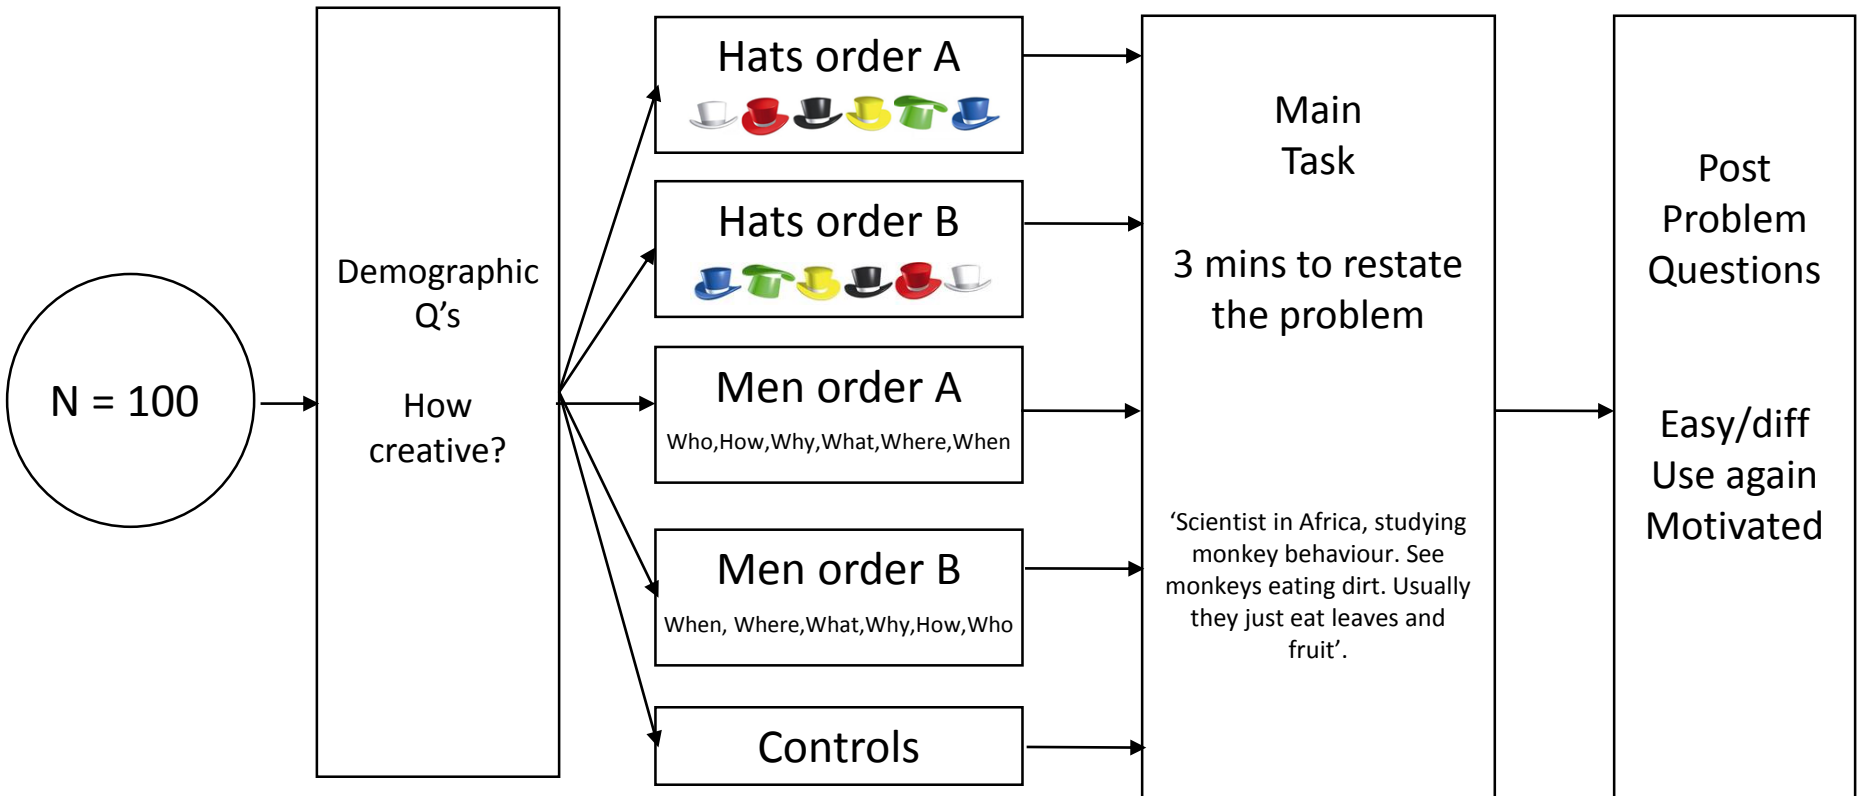 N = 100
Demographic
Q's
How
creative?
Hats order A
Hats order B
Men order A
Who,How,Why,What,Where,When
Men order B
When, Where,What,Why,How,Who
Controls
Main
Task
3 mins to restate
the problem
‘Scientist in Africa, studying
monkey behaviour. See
monkeys eating dirt. Usually
they just eat leaves and
fruit’.
Post
Problem
Questions
Easy/diff
Use again
Motivated